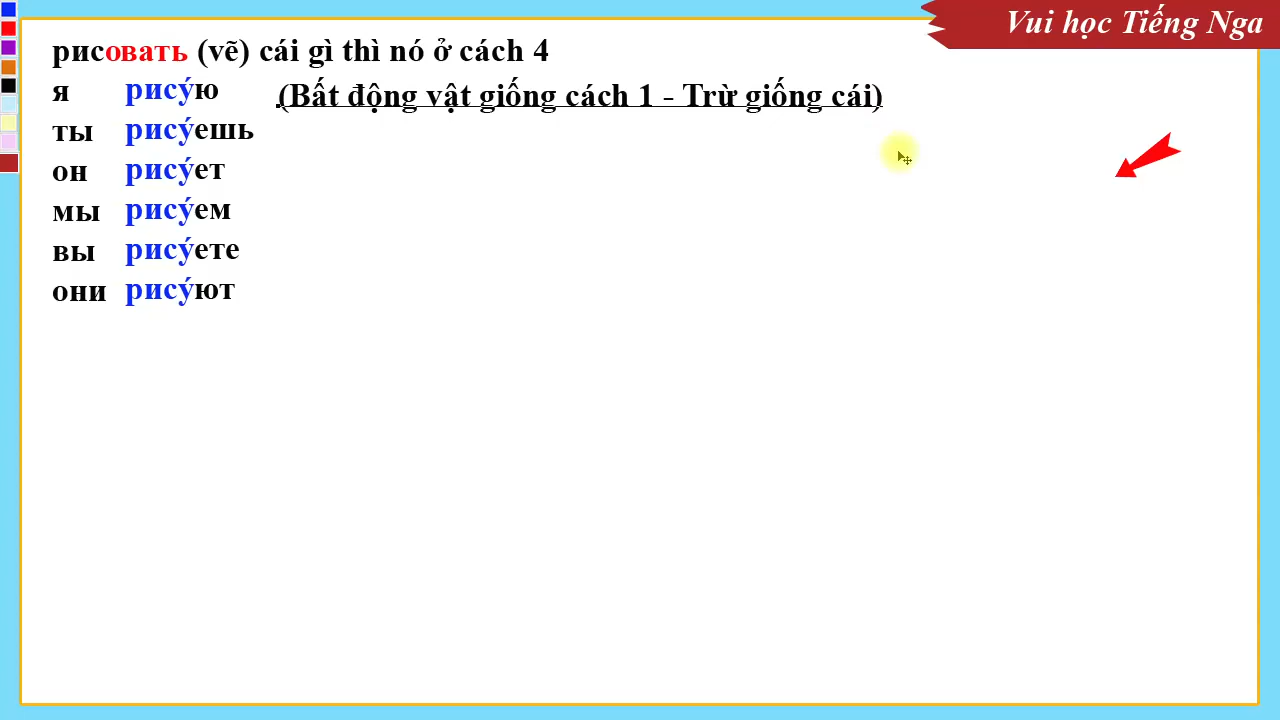 Vui học Tiếng Nga
рисовать (vẽ) cái gì thì nó ở cách 4
(Bất động vật giống cách 1 - Trừ giống cái)
я рису́ю
ты рису́ешь
он рису́ет
мы рису́ем
вы рису́ете
они рису́ют